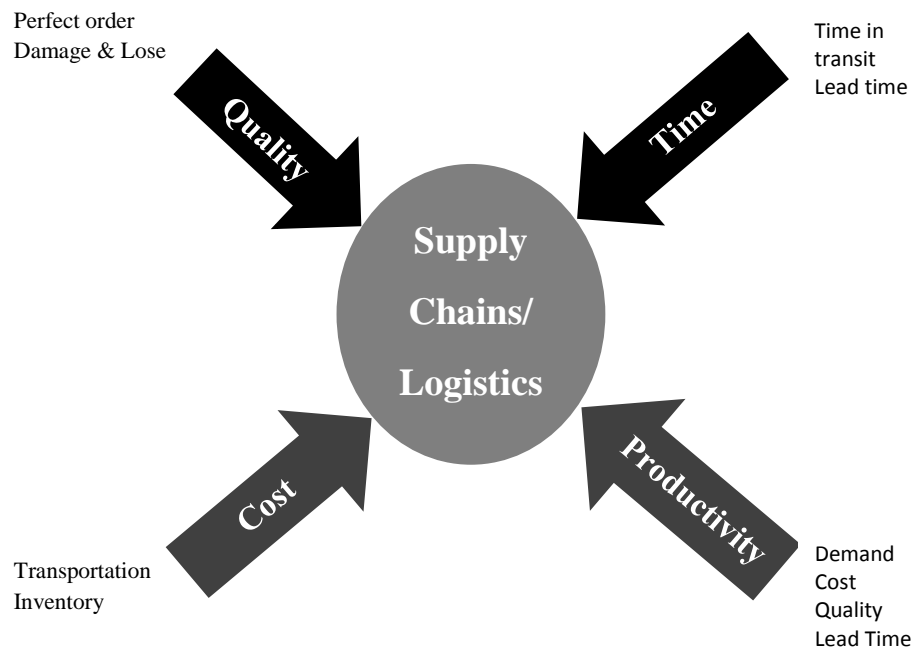 Perfect order
Damage & Lose
Time in
transit
Lead time
Quality
Time
Supply
Chains/
Logistics
Cost
Productivity
Transportation
Inventory
Demand
Cost
Quality
Lead Time